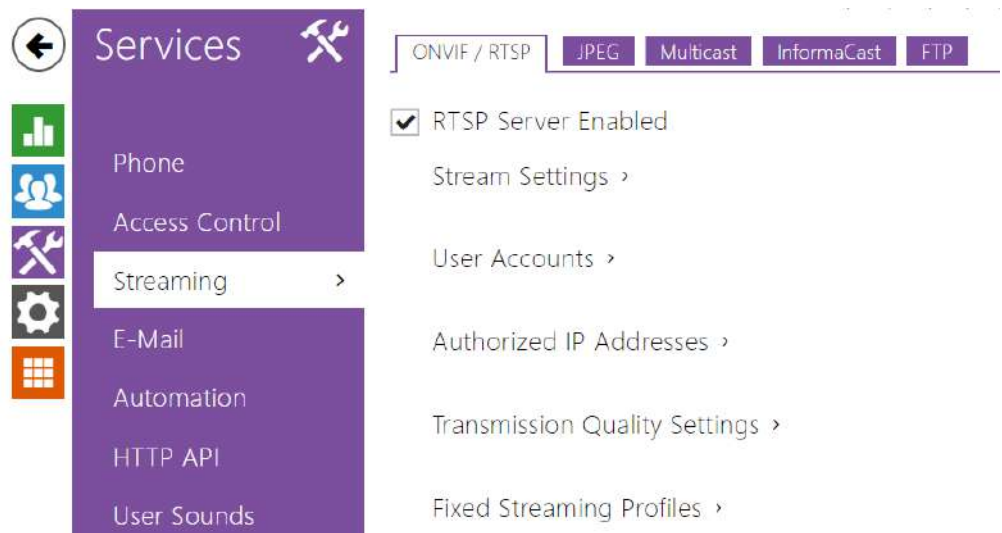 Services
Phone
Access Control
Streaming
E-Mail
Automation
HTTP API
User Sounds
ONVIF / RTSP
JPEG
Multicast
InformaCast
FTP
RTSP Server Enabled
Stream Settings
User Accounts
Authorized IP Addresses
Transmission Quality Settings
Fixed Streaming Profiles